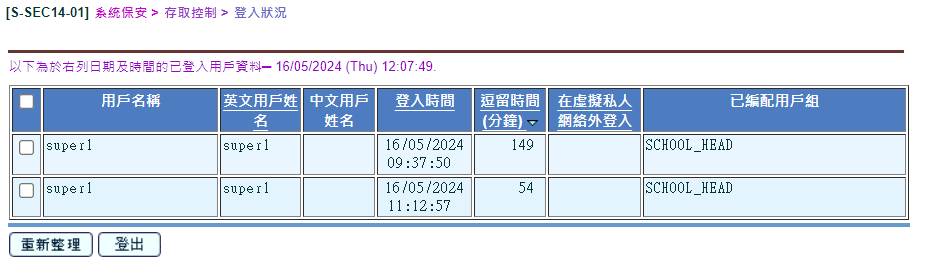 [S-SEC14-01] 系統保安 > 存取控制 > 登入狀況
以下為於右列日期及時間的已登入用戶資料━ 16/05/2024 (Thu) 12:07:49.
用戶名稱 英文用戶姓名 中文用戶姓名 登入時間 逗留時間(分鐘) 在虛擬私人網絡外登入 已編配用戶組
super1 super1 16/05/2024 09:37:50 149 SCHOOL_HEAD
super1 super1 16/05/2024 11:12:57 54 SCHOOL_HEAD
重新整理 登出